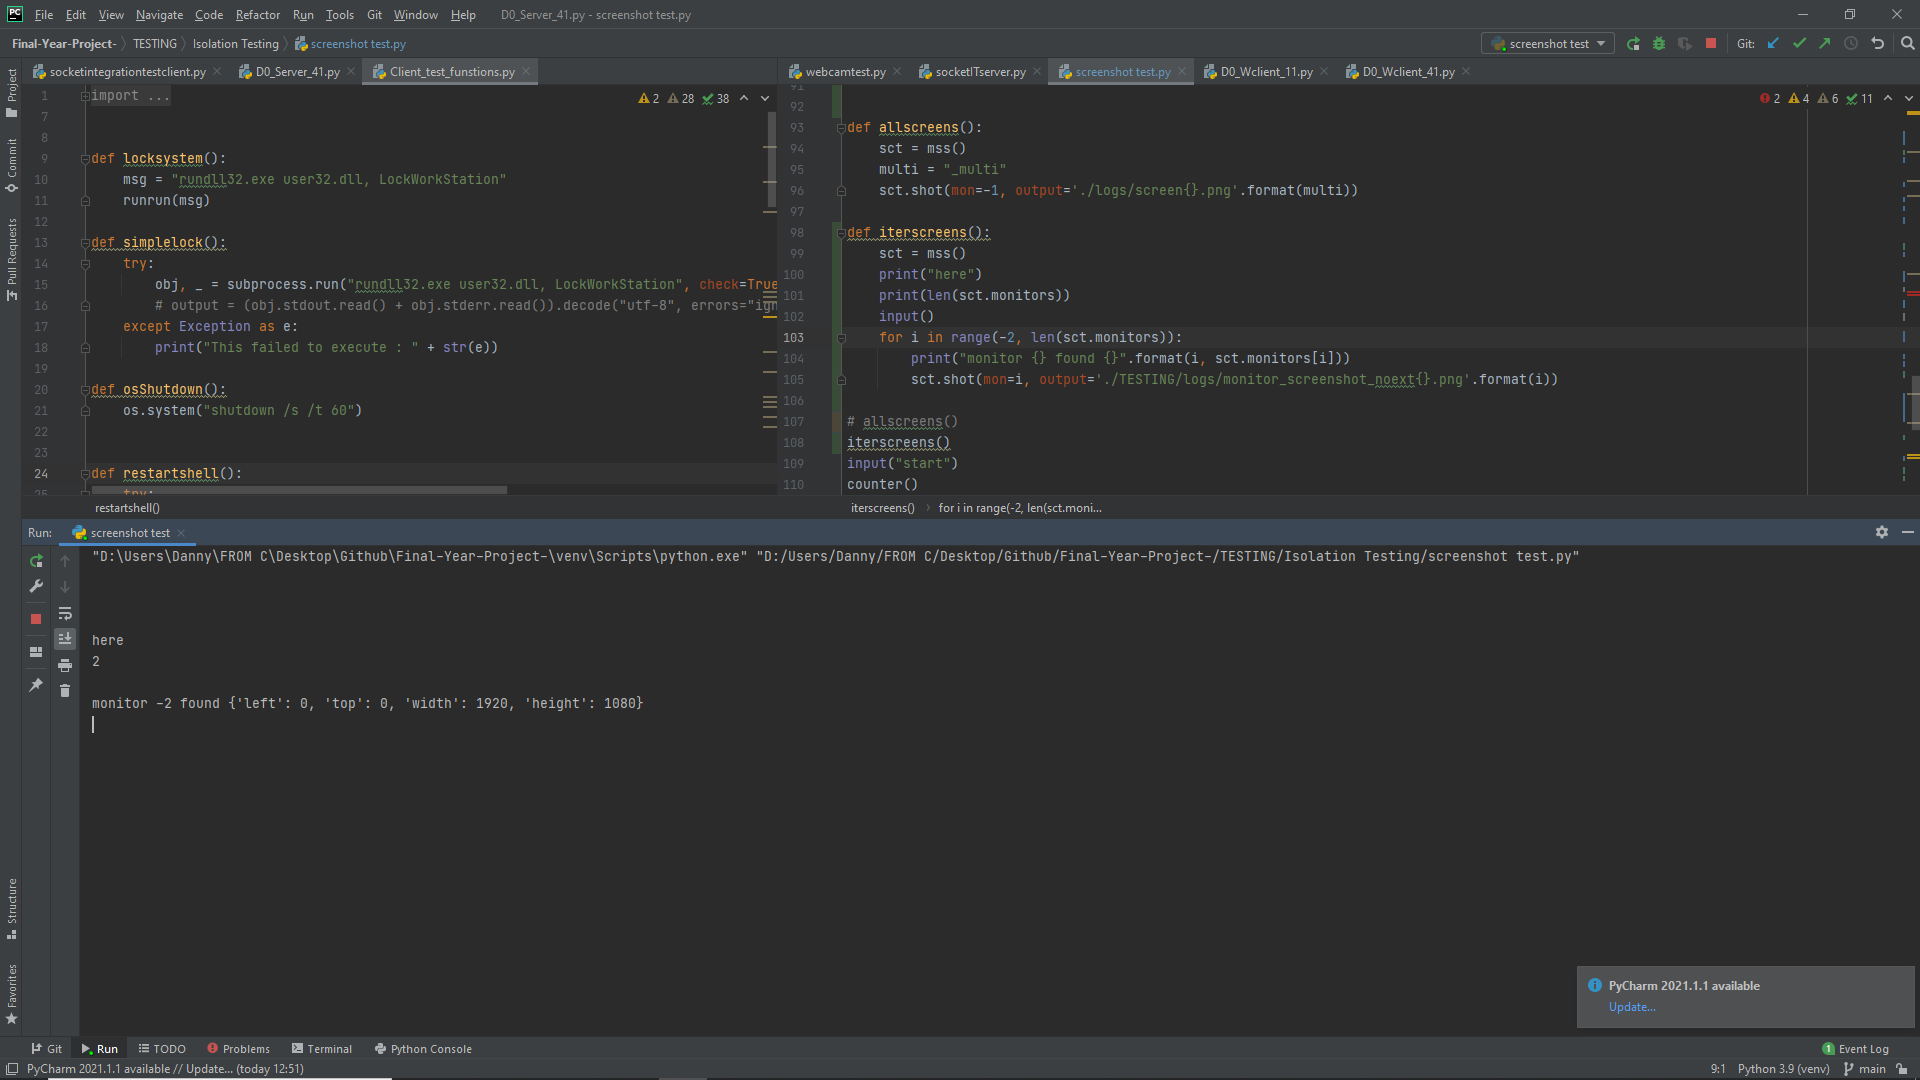 PC File Edit View Navigate Code Refactor Run Tools Git Window Help D0_Server_41.py - screenshot test.py
Final-Year-Project- TESTING Isolation Testing screenshot test.py screenshot test Git:
socketintegrationtestclient.py D0_Server_41.py Client_test_funstions.py
webcamtest.py socketITserver.py screenshot test.py D0_Wclient_11.py D0_Wclient_41.py
Project
Commit
Pull Requests
2 28 38
1 import ...
7
8
9 def locksystem():
10 msg = "rundll32.exe user32.dll, LockWorkStation"
11 runrun(msg)
12
13 def simplelock():
14 try:
15 obj, _ = subprocess.run("rundll32.exe user32.dll, LockWorkStation", check=True
16 # output = (obj.stdout.read() + obj.stderr.read()).decode("utf-8", errors="ign
17 except Exception as e:
18 print("This failed to execute : " + str(e))
19
20 def osShutdown():
21 os.system("shutdown /s /t 60")
22
23
24 def restartshell():
25 try:
restartshell()
2 4 6 11
91
92
93 def allscreens():
94 sct = mss()
95 multi = "_multi"
96 sct.shot(mon=-1, output='./logs/screen{}.png'.format(multi))
97
98 def iterscreens():
99 sct = mss()
100 print("here")
101 print(len(sct.monitors))
102 input()
103 for i in range(-2, len(sct.monitors)):
104 print("monitor {} found {}".format(i, sct.monitors[i]))
105 sct.shot(mon=i, output='./TESTING/logs/monitor_screenshot_noext{}.png'.format(i))
106
107 # allscreens()
108 iterscreens()
109 input("start")
110 counter()
iterscreens() for i in range(-2, len(sct.moni...
Run: screenshot test
"D:\Users\Danny\FROM C\Desktop\Github\Final-Year-Project-\venv\Scripts\python.exe" "D:/Users/Danny/FROM C/Desktop/Github/Final-Year-Project-/TESTING/Isolation Testing/screenshot test.py"
here
2
monitor -2 found {'left': 0, 'top': 0, 'width': 1920, 'height': 1080}
Structure
Favorites
PyCharm 2021.1.1 available
Update...
Git Run TODO Problems Terminal Python Console 1 Event Log
PyCharm 2021.1.1 available // Update... (today 12:51) 9:1 Python 3.9 (venv) main